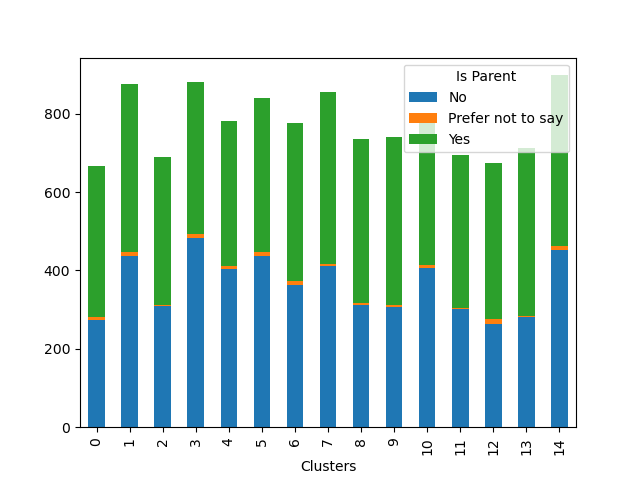 Is Parent
No
Prefer not to say
Yes
800
600
400
200
0
0 1 2 3 4 5 6 7 8 9 10 11 12 13 14
Clusters